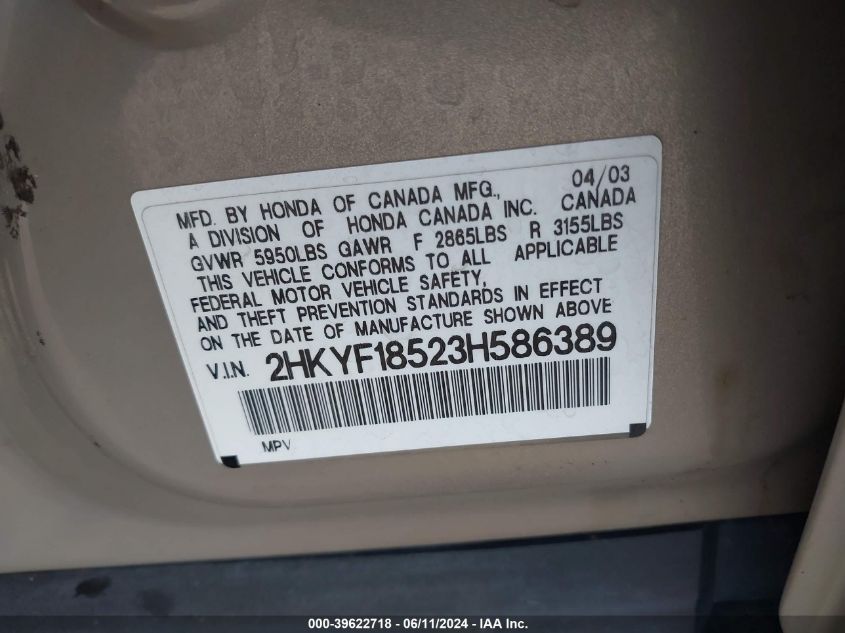 MFD. BY HONDA OF CANADA MFG., 04/03
A DIVISION OF HONDA CANADA INC. CANADA
GVWR 5950LBS GAWR F 2865LBS R 3155LBS
THIS VEHICLE CONFORMS TO ALL APPLICABLE
FEDERAL MOTOR VEHICLE SAFETY,
AND THEFT PREVENTION STANDARDS IN EFFECT
ON THE DATE OF MANUFACTURE SHOWN ABOVE
V.I.N. 2HKYF18523H586389
MPV
000-39622718 - 06/11/2024 - IAA Inc.